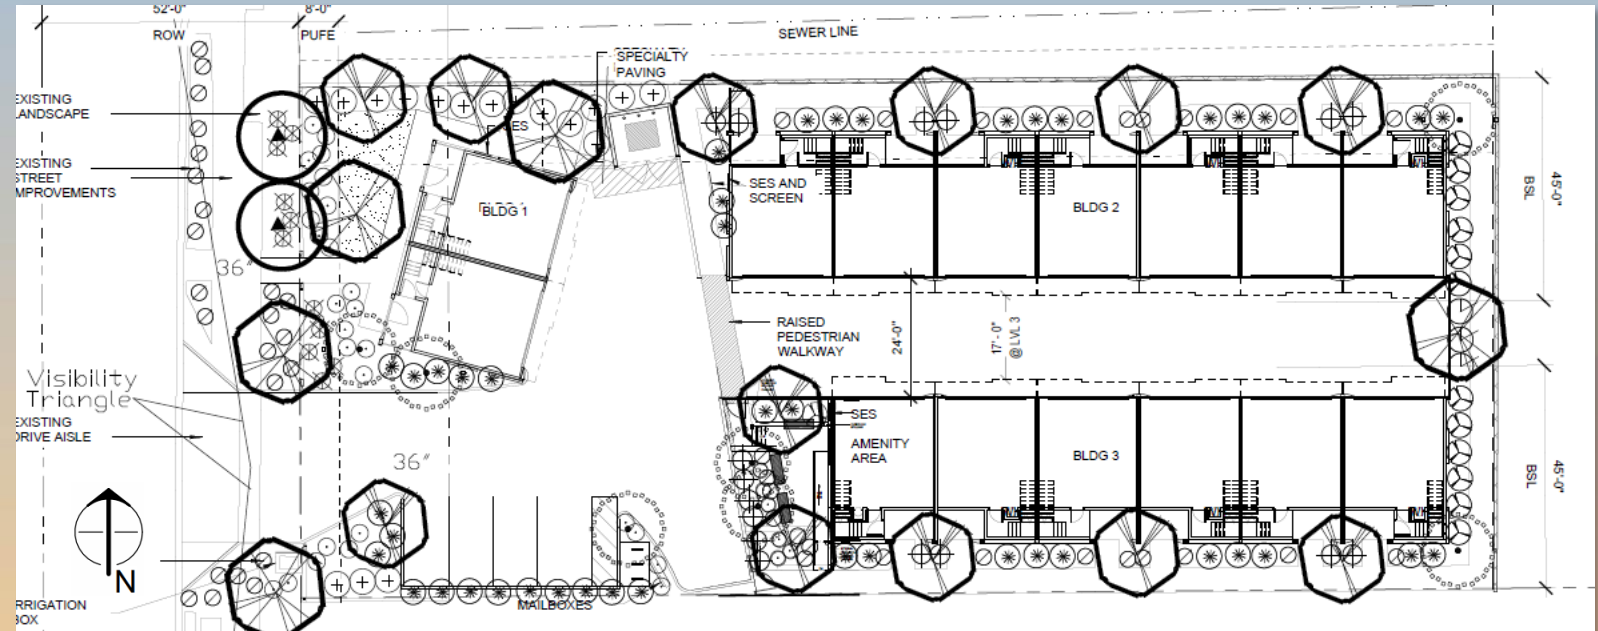 52'-0"
8'-0"
ROW
PUFE
SEWER LINE
SPECIALTY
PAVING
EXISTING
LANDSCAPE
SES
EXISTING
STREET
IMPROVEMENTS
SES AND
SCREEN
BLDG 1
BLDG 2
45'-0"
BSL
36"
RAISED
PEDESTRIAN
WALKWAY
24'-0"
17'-0"
@ LVL 3
Visibility
Triangle
EXISTING
DRIVE AISLE
SES
AMENITY
AREA
36"
BLDG 3
45'-0"
BSL
N
IRRIGATION
BOX
MAILBOXES